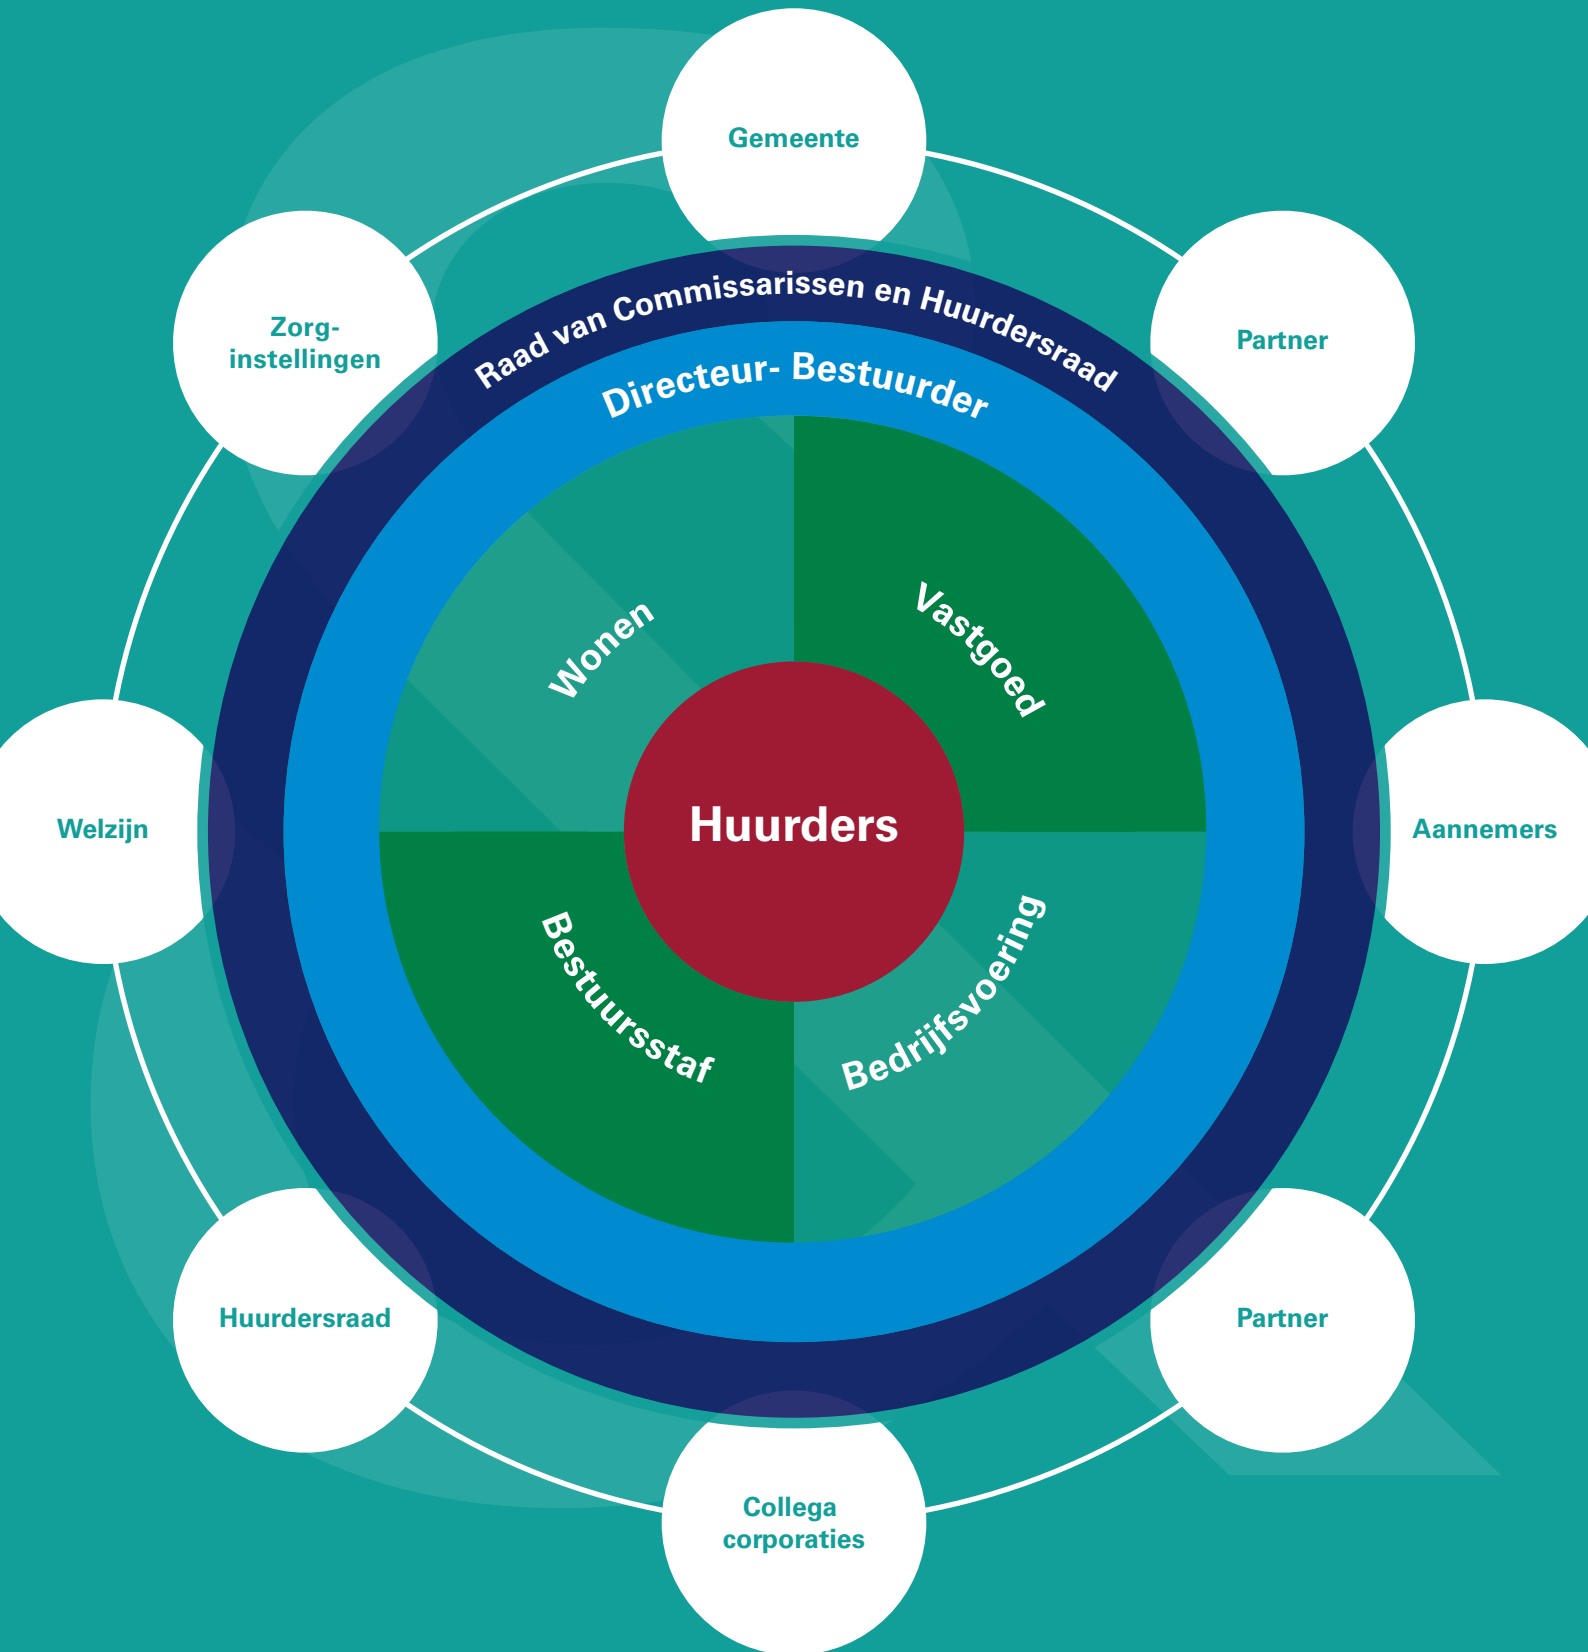 Gemeente
Zorg-
instellingen
Partner
Raad van Commissarissen en Huurdersraad
Directeur- Bestuurder
Wonen
Vastgoed
Welzijn
Huurders
Aannemers
Bestuursstaf
Bedrijfsvoering
Huurdersraad
Partner
Collega
corporaties